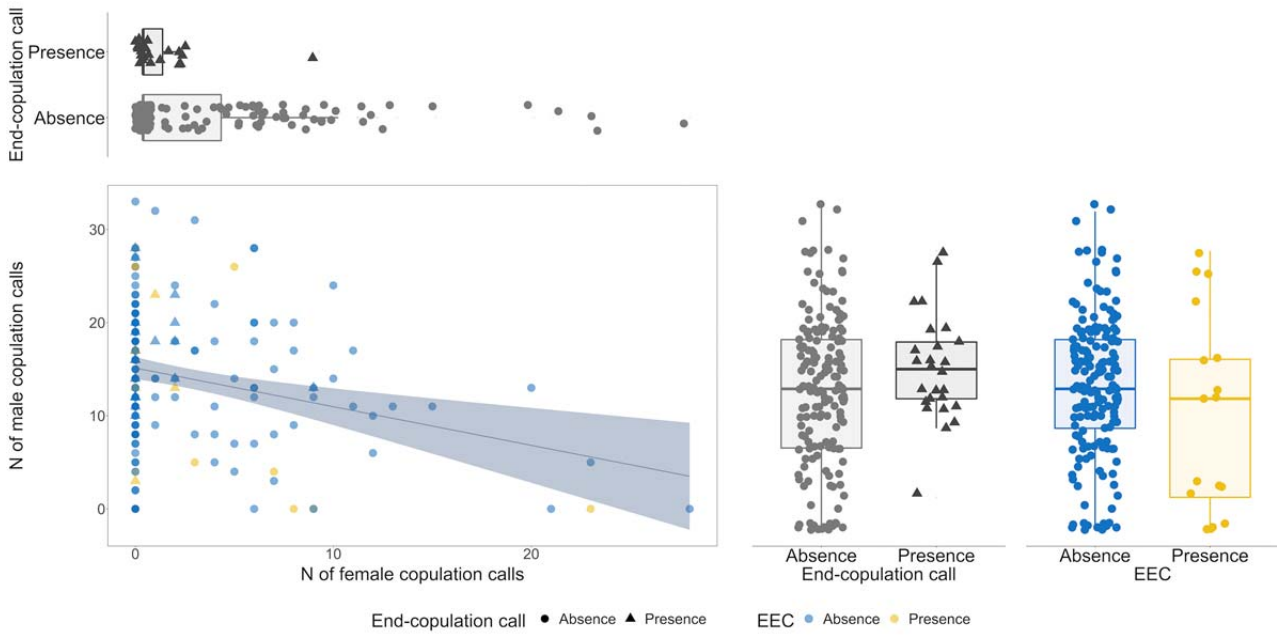 End-copulation call
Presence
Absence
N of male copulation calls
30
20
10
0
0 10 20
N of female copulation calls
Absence Presence
End-copulation call
Absence Presence
EEC
End-copulation call Absence Presence EEC Absence Presence